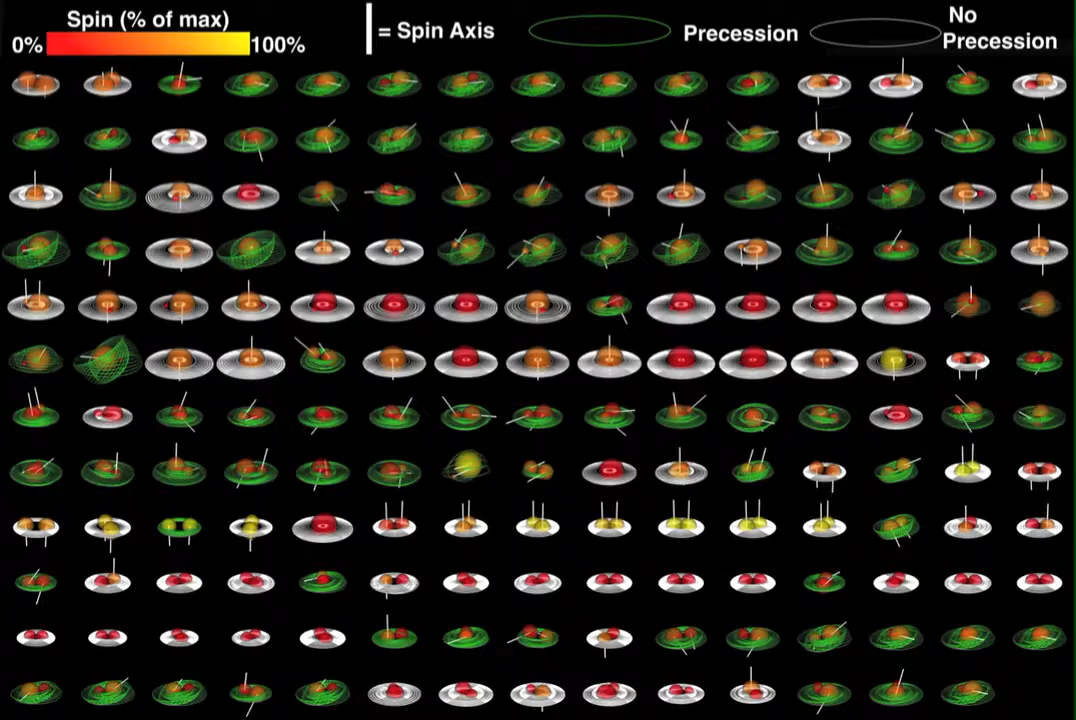 Spin (% of max)
0% 100%
= Spin Axis
Precession
No
Precession